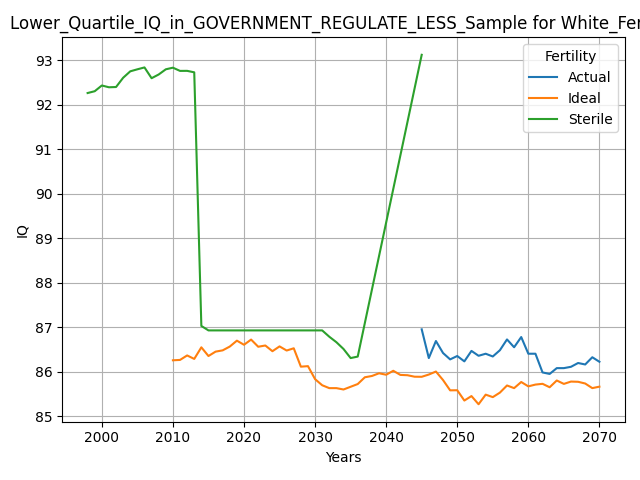 Lower_Quartile_IQ_in_GOVERNMENT_REGULATE_LESS_Sample for White_Fer
Fertility
Actual
Ideal
Sterile
93
92
91
90
89
88
87
86
85
IQ
2000 2010 2020 2030 2040 2050 2060 2070
Years